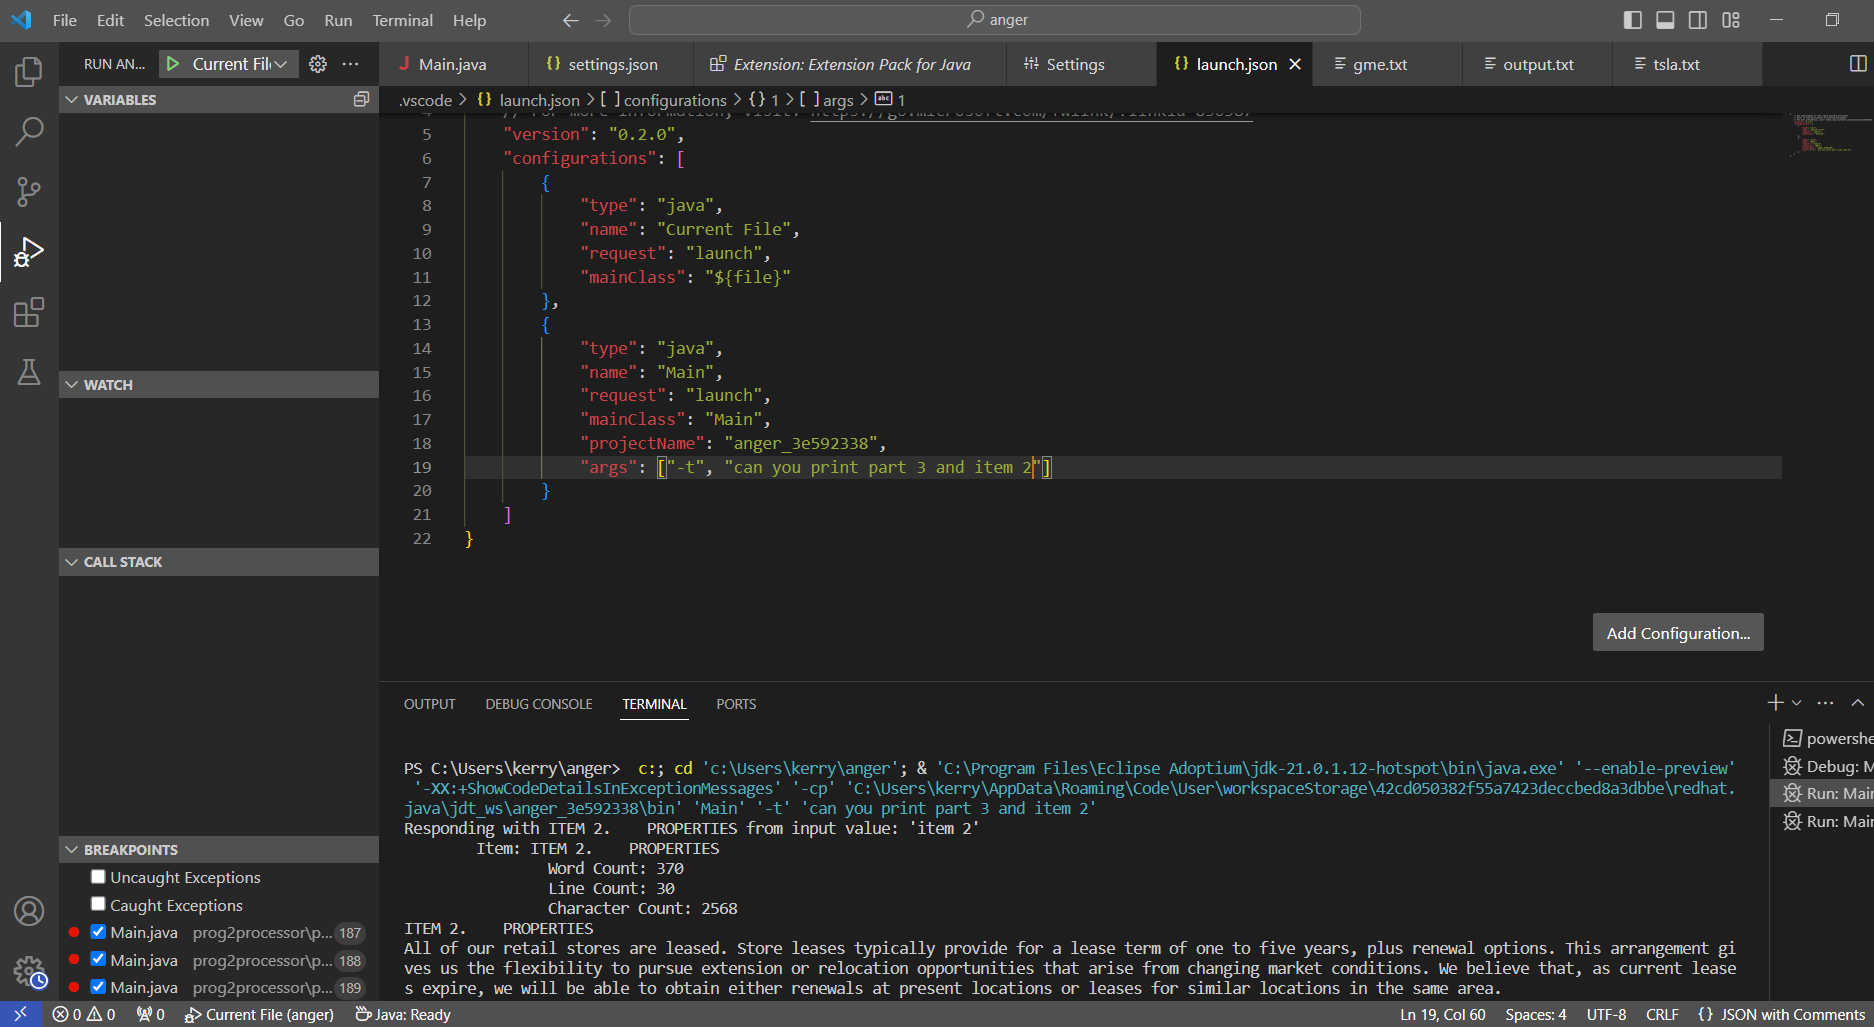 File Edit Selection View Go Run Terminal Help anger
RUN AN... Current Fil
Main.java settings.json Extension: Extension Pack for Java Settings launch.json gme.txt output.txt tsla.txt
VARIABLES
.vscode > {} launch.json > [ ] configurations > {} 1 > [ ] args > abc 1
5 "version": "0.2.0",
6 "configurations": [
7 {
8 "type": "java",
9 "name": "Current File",
10 "request": "launch",
11 "mainClass": "${file}"
12 },
13 {
14 "type": "java",
15 "name": "Main",
16 "request": "launch",
17 "mainClass": "Main",
18 "projectName": "anger_3e592338",
19 "args": ["-t", "can you print part 3 and item 2"]
20 }
21 ]
22 }
WATCH
CALL STACK
Add Configuration...
OUTPUT DEBUG CONSOLE TERMINAL PORTS
powershe
Debug: M
Run: Mair
Run: Mair
PS C:\Users\kerry\anger> c:; cd 'c:\Users\kerry\anger'; & 'C:\Program Files\Eclipse Adoptium\jdk-21.0.1.12-hotspot\bin\java.exe' '--enable-preview'
'-XX:+ShowCodeDetailsInExceptionMessages' '-cp' 'C:\Users\kerry\AppData\Roaming\Code\User\workspaceStorage\42cd050382f55a7423deccbed8a3dbbe\redhat.
java\jdt_ws\anger_3e592338\bin' 'Main' '-t' 'can you print part 3 and item 2'
Responding with ITEM 2. PROPERTIES from input value: 'item 2'
Item: ITEM 2. PROPERTIES
Word Count: 370
Line Count: 30
Character Count: 2568
ITEM 2. PROPERTIES
All of our retail stores are leased. Store leases typically provide for a lease term of one to five years, plus renewal options. This arrangement gi
ves us the flexibility to pursue extension or relocation opportunities that arise from changing market conditions. We believe that, as current lease
s expire, we will be able to obtain either renewals at present locations or leases for similar locations in the same area.
BREAKPOINTS
Uncaught Exceptions
Caught Exceptions
Main.java prog2processor\p... 187
Main.java prog2processor\p... 188
Main.java prog2processor\p... 189
0 0 0 Current File (anger) Java: Ready Ln 19, Col 60 Spaces: 4 UTF-8 CRLF {} JSON with Comments